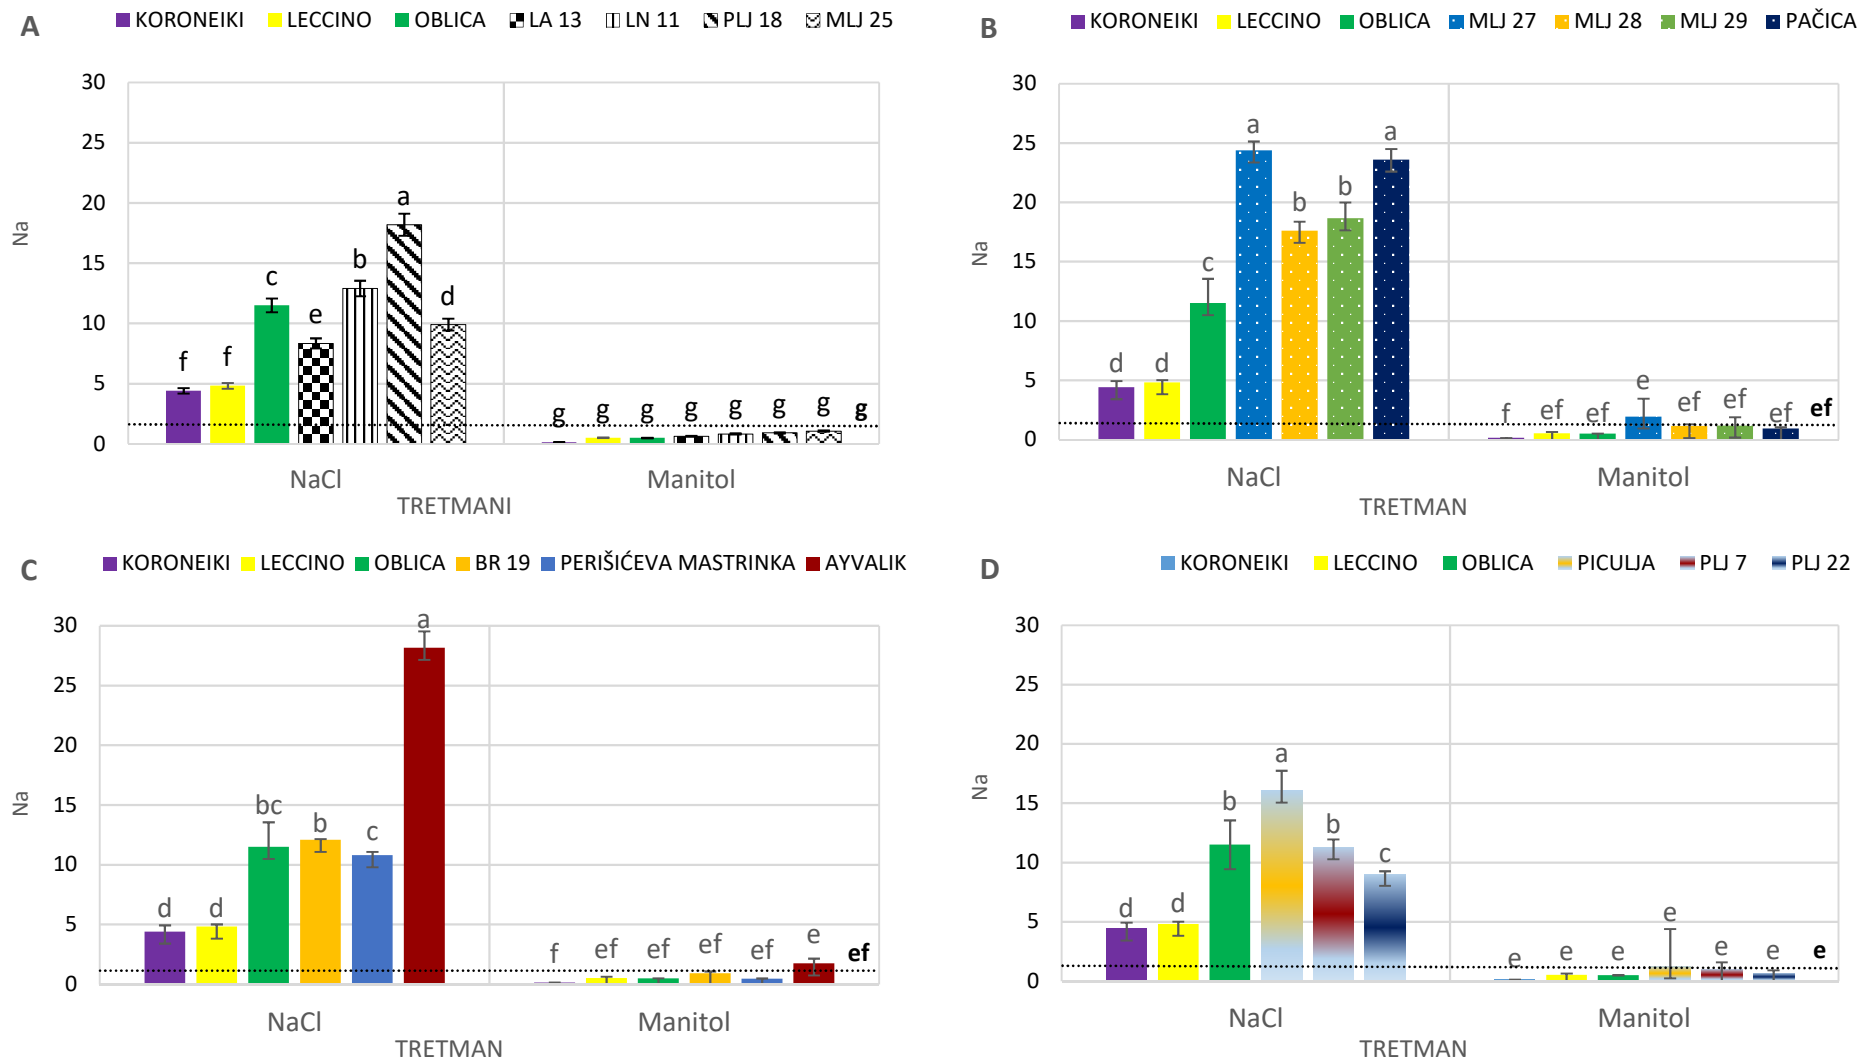 A
KORONEIKI LECCINO OBLICA LA 13 LN 11 PLJ 18 MLJ 25
30
25
20
15
10
5
0
Na
f f c e b a d
g g g g g g g g
NaCl Manitol
TRETMANI
B
KORONEIKI LECCINO OBLICA MLJ 27 MLJ 28 MLJ 29 PAČICA
30
25
20
15
10
5
0
Na
d d c a b b a
f ef ef e ef ef ef ef
NaCl Manitol
TRETMAN
C
KORONEIKI LECCINO OBLICA BR 19 PERIŠIĆEVA MASTRINKA AYVALIK
30
25
20
15
10
5
0
Na
d d bc b c a
f ef ef ef ef e ef
NaCl Manitol
TRETMAN
D
KORONEIKI LECCINO OBLICA PICULJA PLJ 7 PLJ 22
30
25
20
15
10
5
0
Na
d d b a b c
e e e e e e e
NaCl Manitol
TRETMAN